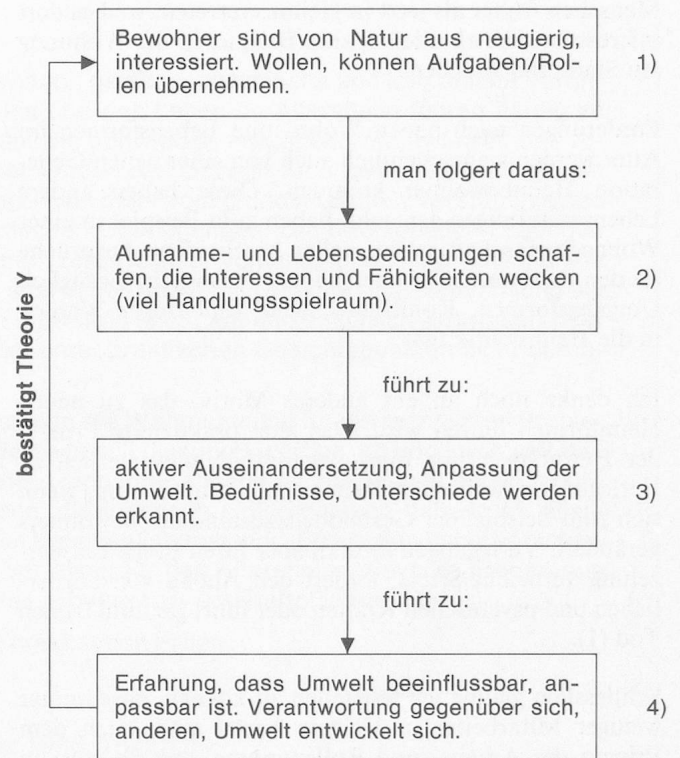 Bewohner sind von Natur aus neugierig,
interessiert. Wollen, können Aufgaben/Rol-
len übernehmen.
1)
man folgert daraus:
Aufnahme- und Lebensbedingungen schaf-
fen, die Interessen und Fähigkeiten wecken
(viel Handlungsspielraum).
2)
führt zu:
aktiver Auseinandersetzung, Anpassung der
Umwelt. Bedürfnisse, Unterschiede werden
erkannt.
3)
führt zu:
Erfahrung, dass Umwelt beeinflussbar, an-
passbar ist. Verantwortung gegenüber sich,
anderen, Umwelt entwickelt sich.
4)
bestätigt Theorie Y